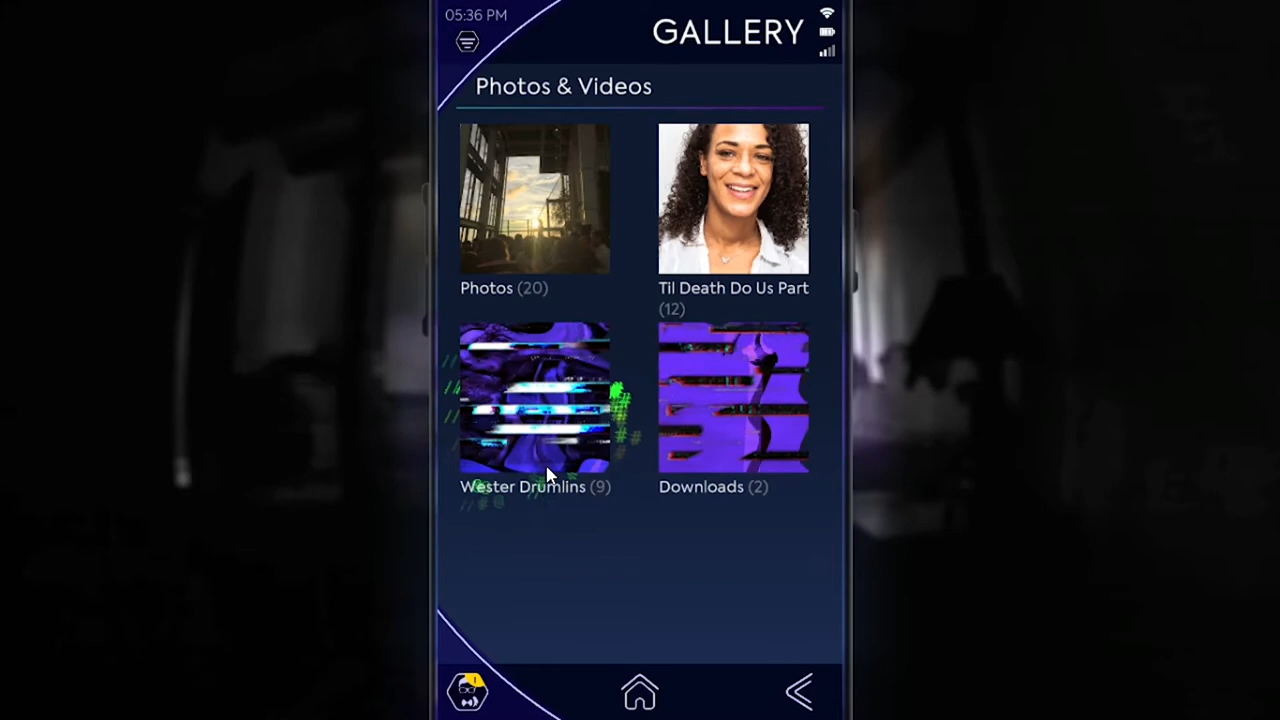 05:36 PM
GALLERY
Photos & Videos
Photos (20)
Til Death Do Us Part
(12)
Wester Drumlins (9)
Downloads (2)